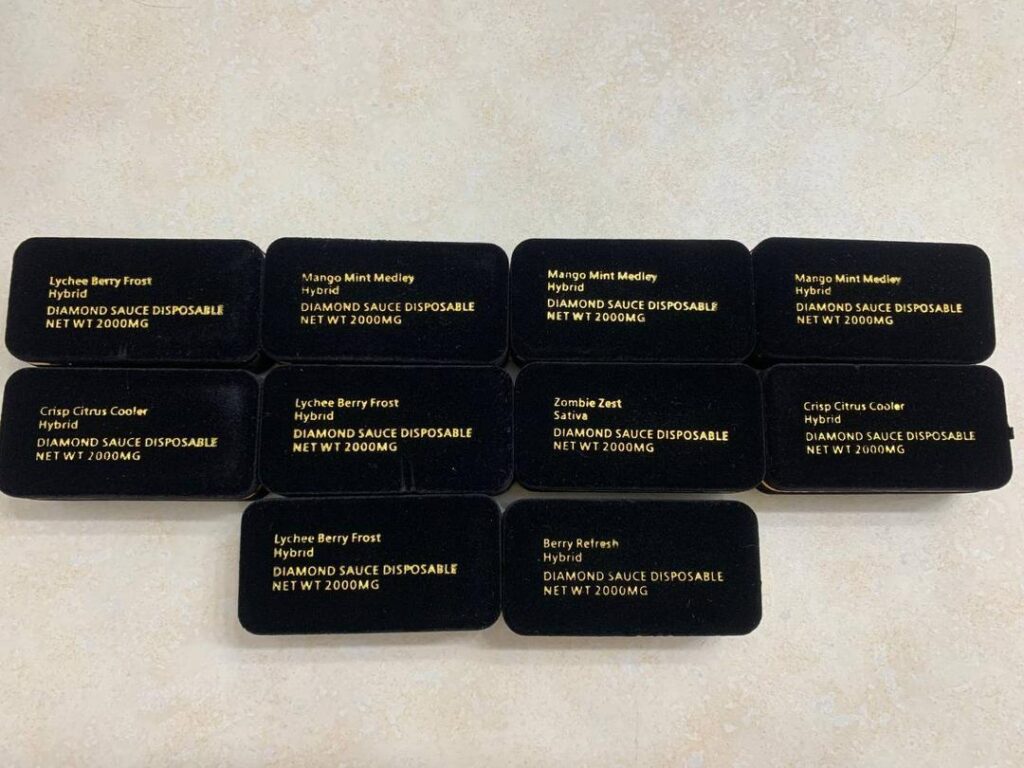 Lychee Berry Frost
Hybrid
DIAMOND SAUCE DISPOSABLE
NET WT 2000MG
Mango Mint Medley
Hybrid
DIAMOND SAUCE DISPOSABLE
NET WT 2000MG
Mango Mint Medley
Hybrid
DIAMOND SAUCE DISPOSABLE
NET WT 2000MG
Mango Mint Medley
Hybrid
DIAMOND SAUCE DISPOSABLE
NET WT 2000MG
Crisp Citrus Cooler
Hybrid
DIAMOND SAUCE DISPOSABLE
NET WT 2000MG
Lychee Berry Frost
Hybrid
DIAMOND SAUCE DISPOSABLE
NET WT 2000MG
Zombie Zest
Sativa
DIAMOND SAUCE DISPOSABLE
NET WT 2000MG
Crisp Citrus Cooler
Hybrid
DIAMOND SAUCE DISPOSABLE
NET WT 2000MG
Lychee Berry Frost
Hybrid
DIAMOND SAUCE DISPOSABLE
NET WT 2000MG
Berry Refresh
Hybrid
DIAMOND SAUCE DISPOSABLE
NET WT 2000MG